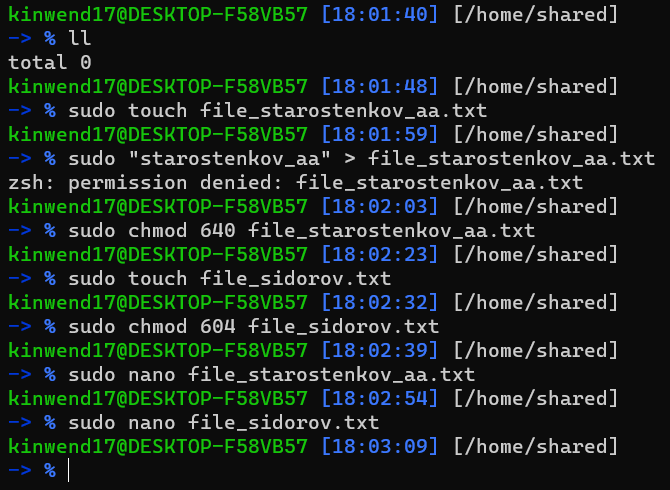 kinwend17@DESKTOP-F58VB57 [18:01:40] [/home/shared]
-> % ll
total 0
kinwend17@DESKTOP-F58VB57 [18:01:48] [/home/shared]
-> % sudo touch file_starostenkov_aa.txt
kinwend17@DESKTOP-F58VB57 [18:01:59] [/home/shared]
-> % sudo "starostenkov_aa" > file_starostenkov_aa.txt
zsh: permission denied: file_starostenkov_aa.txt
kinwend17@DESKTOP-F58VB57 [18:02:03] [/home/shared]
-> % sudo chmod 640 file_starostenkov_aa.txt
kinwend17@DESKTOP-F58VB57 [18:02:23] [/home/shared]
-> % sudo touch file_sidorov.txt
kinwend17@DESKTOP-F58VB57 [18:02:32] [/home/shared]
-> % sudo chmod 604 file_sidorov.txt
kinwend17@DESKTOP-F58VB57 [18:02:39] [/home/shared]
-> % sudo nano file_starostenkov_aa.txt
kinwend17@DESKTOP-F58VB57 [18:02:54] [/home/shared]
-> % sudo nano file_sidorov.txt
kinwend17@DESKTOP-F58VB57 [18:03:09] [/home/shared]
-> %